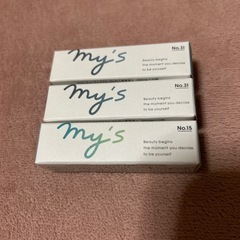 my's
No.31
Beauty begins
the moment you decide
to be yourself
my's
No.31
Beauty begins
the moment you decide
to be yourself
my's
No.15
Beauty begins
the moment you decide
to be yourself